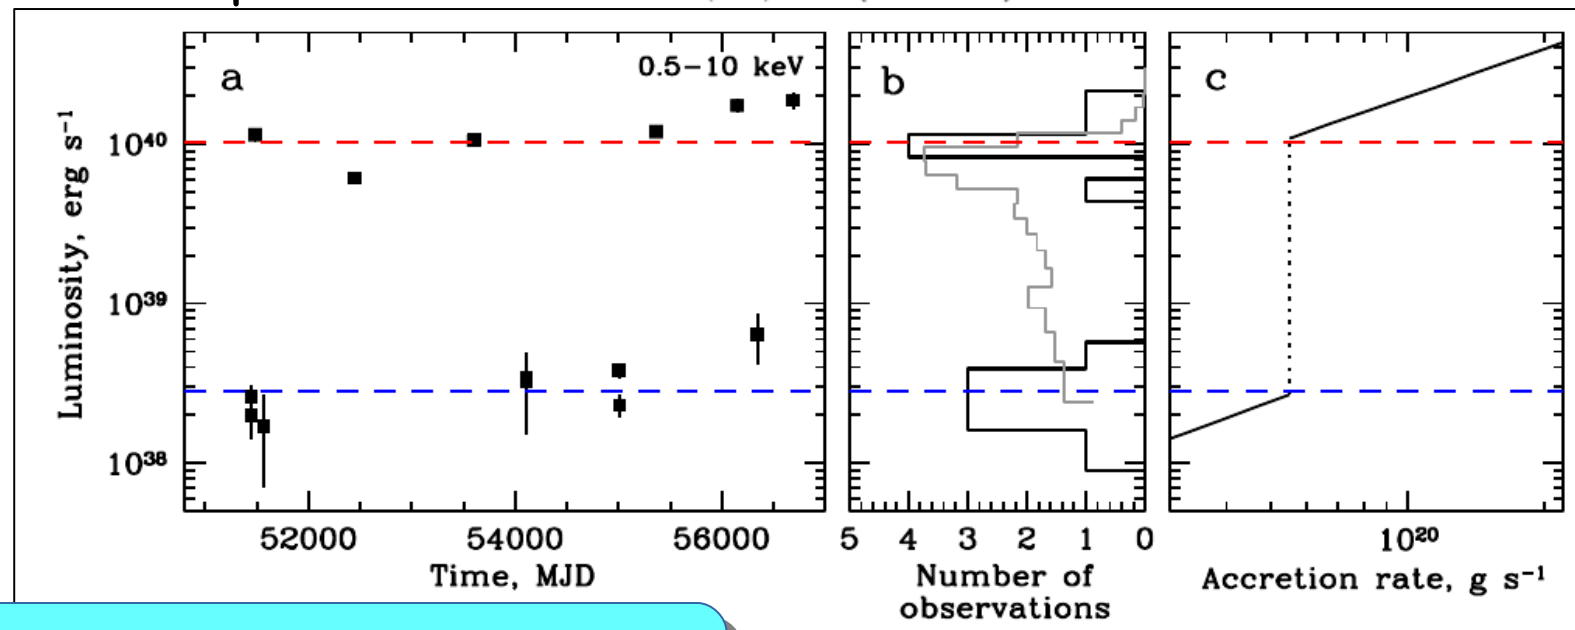 a
0.5–10 keV
b
c
Luminosity, erg s⁻¹
10⁴⁰
10³⁹
10³⁸
52000 54000 56000
Time, MJD
5 4 3 2 1 0
Number of
observations
10²⁰
Accretion rate, g s⁻¹